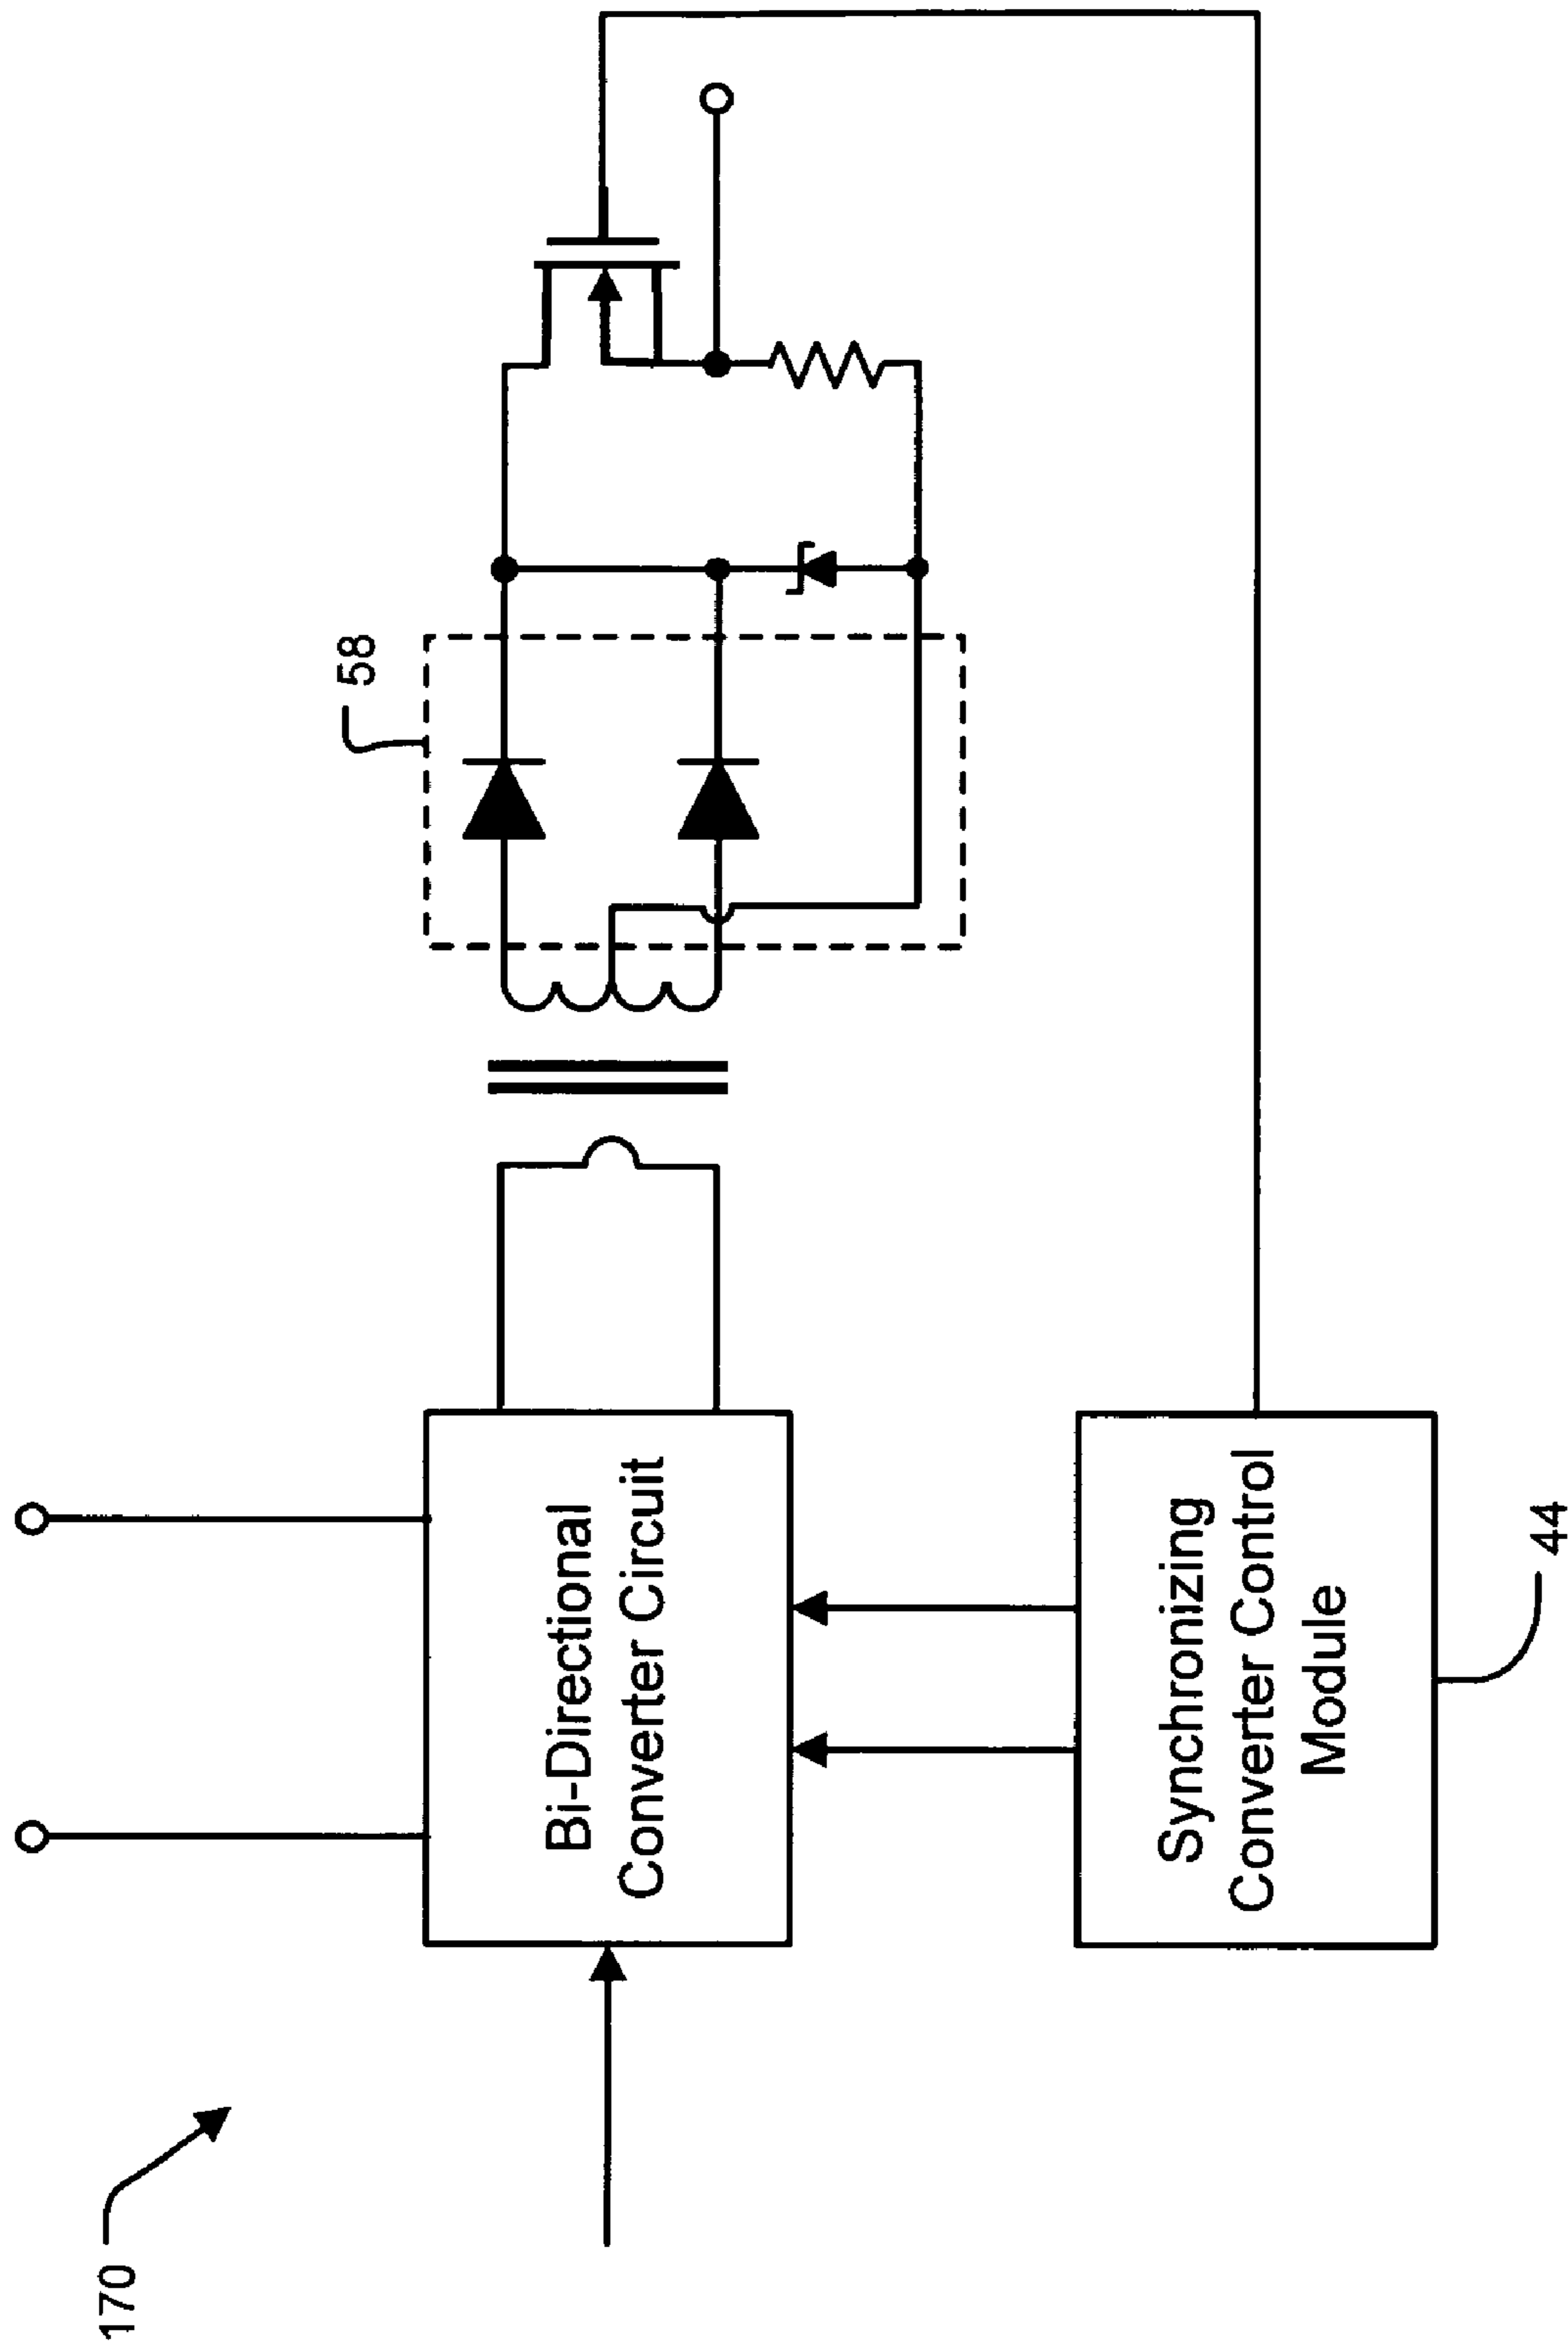 170
58
Bi-Directional
Converter Circuit
Synchronizing
Converter Control
Module
44